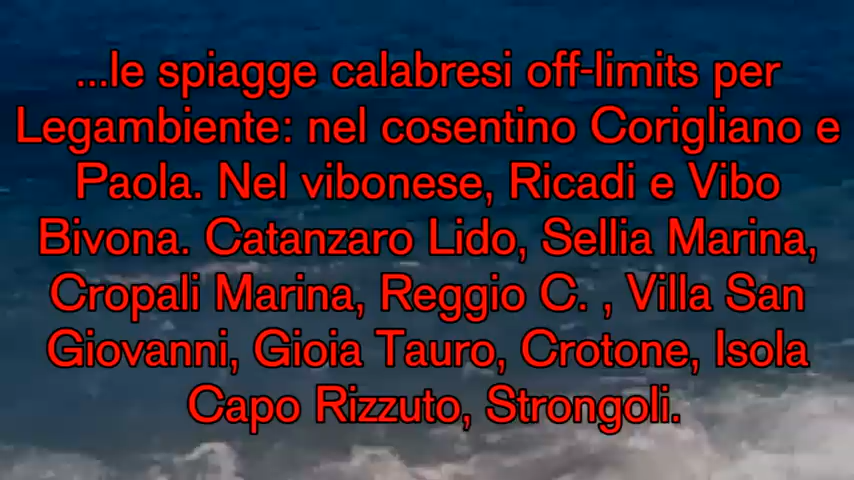 ...le spiagge calabresi off-limits per
Legambiente: nel cosentino Corigliano e
Paola. Nel vibonese, Ricadi e Vibo
Bivona. Catanzaro Lido, Sellia Marina,
Cropali Marina, Reggio C. , Villa San
Giovanni, Gioia Tauro, Crotone, Isola
Capo Rizzuto, Strongoli.